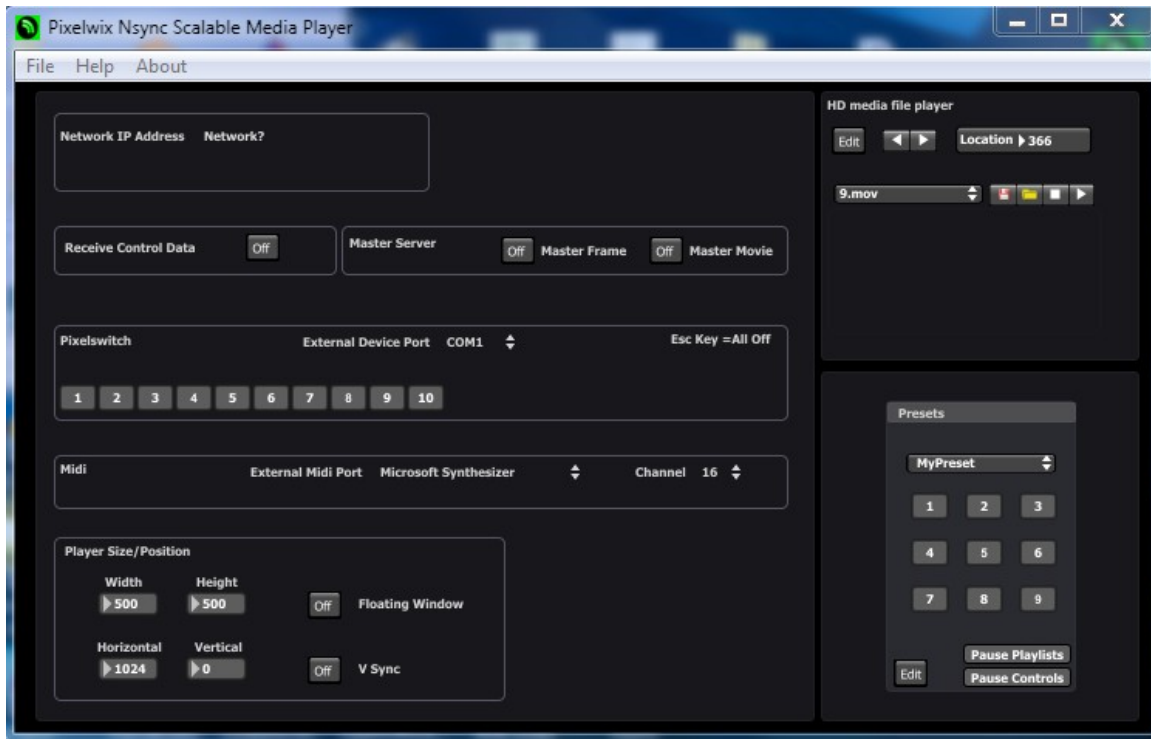 Pixelwix Nsync Scalable Media Player
File Help About
Network IP Address Network?
Receive Control Data Off
Master Server Off Master Frame Off Master Movie
Pixelswitch External Device Port COM1 Esc Key =All Off
1 2 3 4 5 6 7 8 9 10
Midi External Midi Port Microsoft Synthesizer Channel 16
Player Size/Position
Width Height
500 500 Off Floating Window
Horizontal Vertical
1024 0 Off V Sync
HD media file player
Edit Location 366
9.mov
Presets
MyPreset
1 2 3
4 5 6
7 8 9
Pause Playlists
Edit Pause Controls